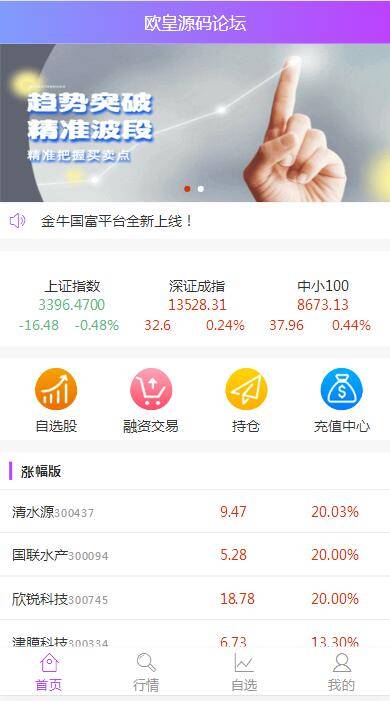 欧皇源码论坛
趋势突破
精准波段
精准把握买卖点
金牛国富平台全新上线！
上证指数 深证成指 中小100
3396.4700 13528.31 8673.13
-16.48 -0.48% 32.6 0.24% 37.96 0.44%
自选股 融资交易 持仓 充值中心
涨幅版
清水源300437 9.47 20.03%
国联水产300094 5.28 20.00%
欣锐科技300745 18.78 20.00%
津膜科技300334 6.73 13.30%
首页 行情 自选 我的